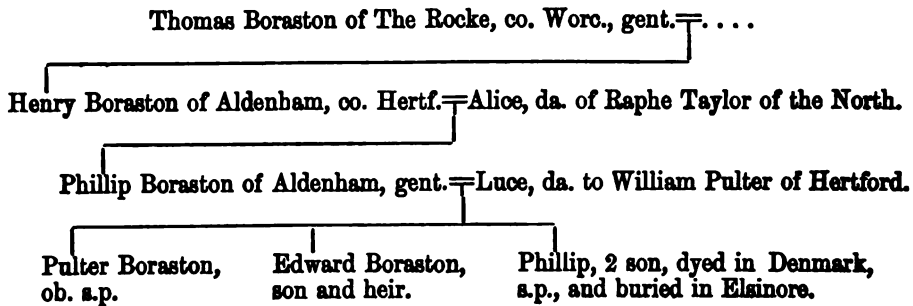 Thomas Boraston of The Rocke, co. Worc., gent.=....
Henry Boraston of Aldenham, co. Hertf.=Alice, da. of Raphe Taylor of the North.
Phillip Boraston of Aldenham, gent.=Luce, da. to William Pulter of Hertford.
Pulter Boraston,
ob. s.p.
Edward Boraston,
son and heir.
Phillip, 2 son, dyed in Denmark,
s.p., and buried in Elsinore.